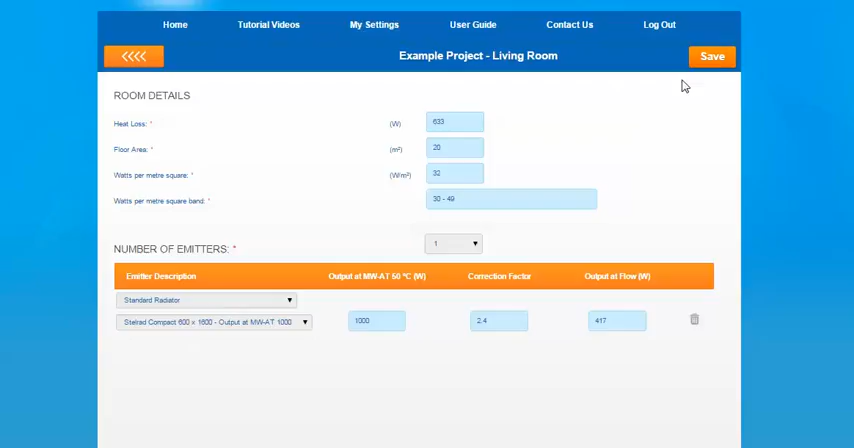 Home Tutorial Videos My Settings User Guide Contact Us Log Out
<<<< Example Project - Living Room Save
ROOM DETAILS
Heat Loss: * (W) 633
Floor Area: * (m²) 20
Watts per metre square: * (W/m²) 32
Watts per metre square band: * 30 - 49
NUMBER OF EMITTERS: * 1
Emitter Description Output at MW-AT 50 °C (W) Correction Factor Output at Flow (W)
Standard Radiator
Stelrad Compact 600 x 1600 - Output at MW-AT 1000 1000 2.4 417